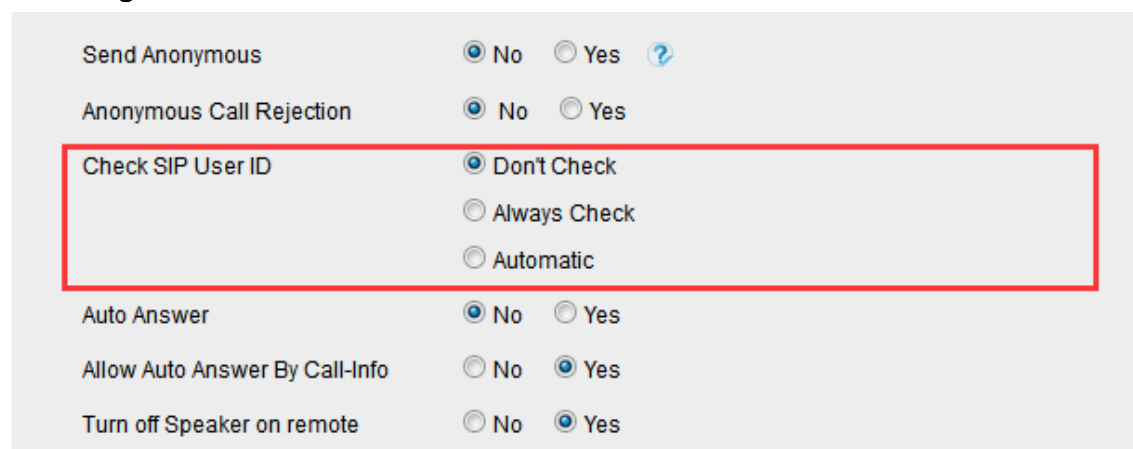 Send Anonymous No Yes
Anonymous Call Rejection No Yes
Check SIP User ID Don't Check
Always Check
Automatic
Auto Answer No Yes
Allow Auto Answer By Call-Info No Yes
Turn off Speaker on remote No Yes